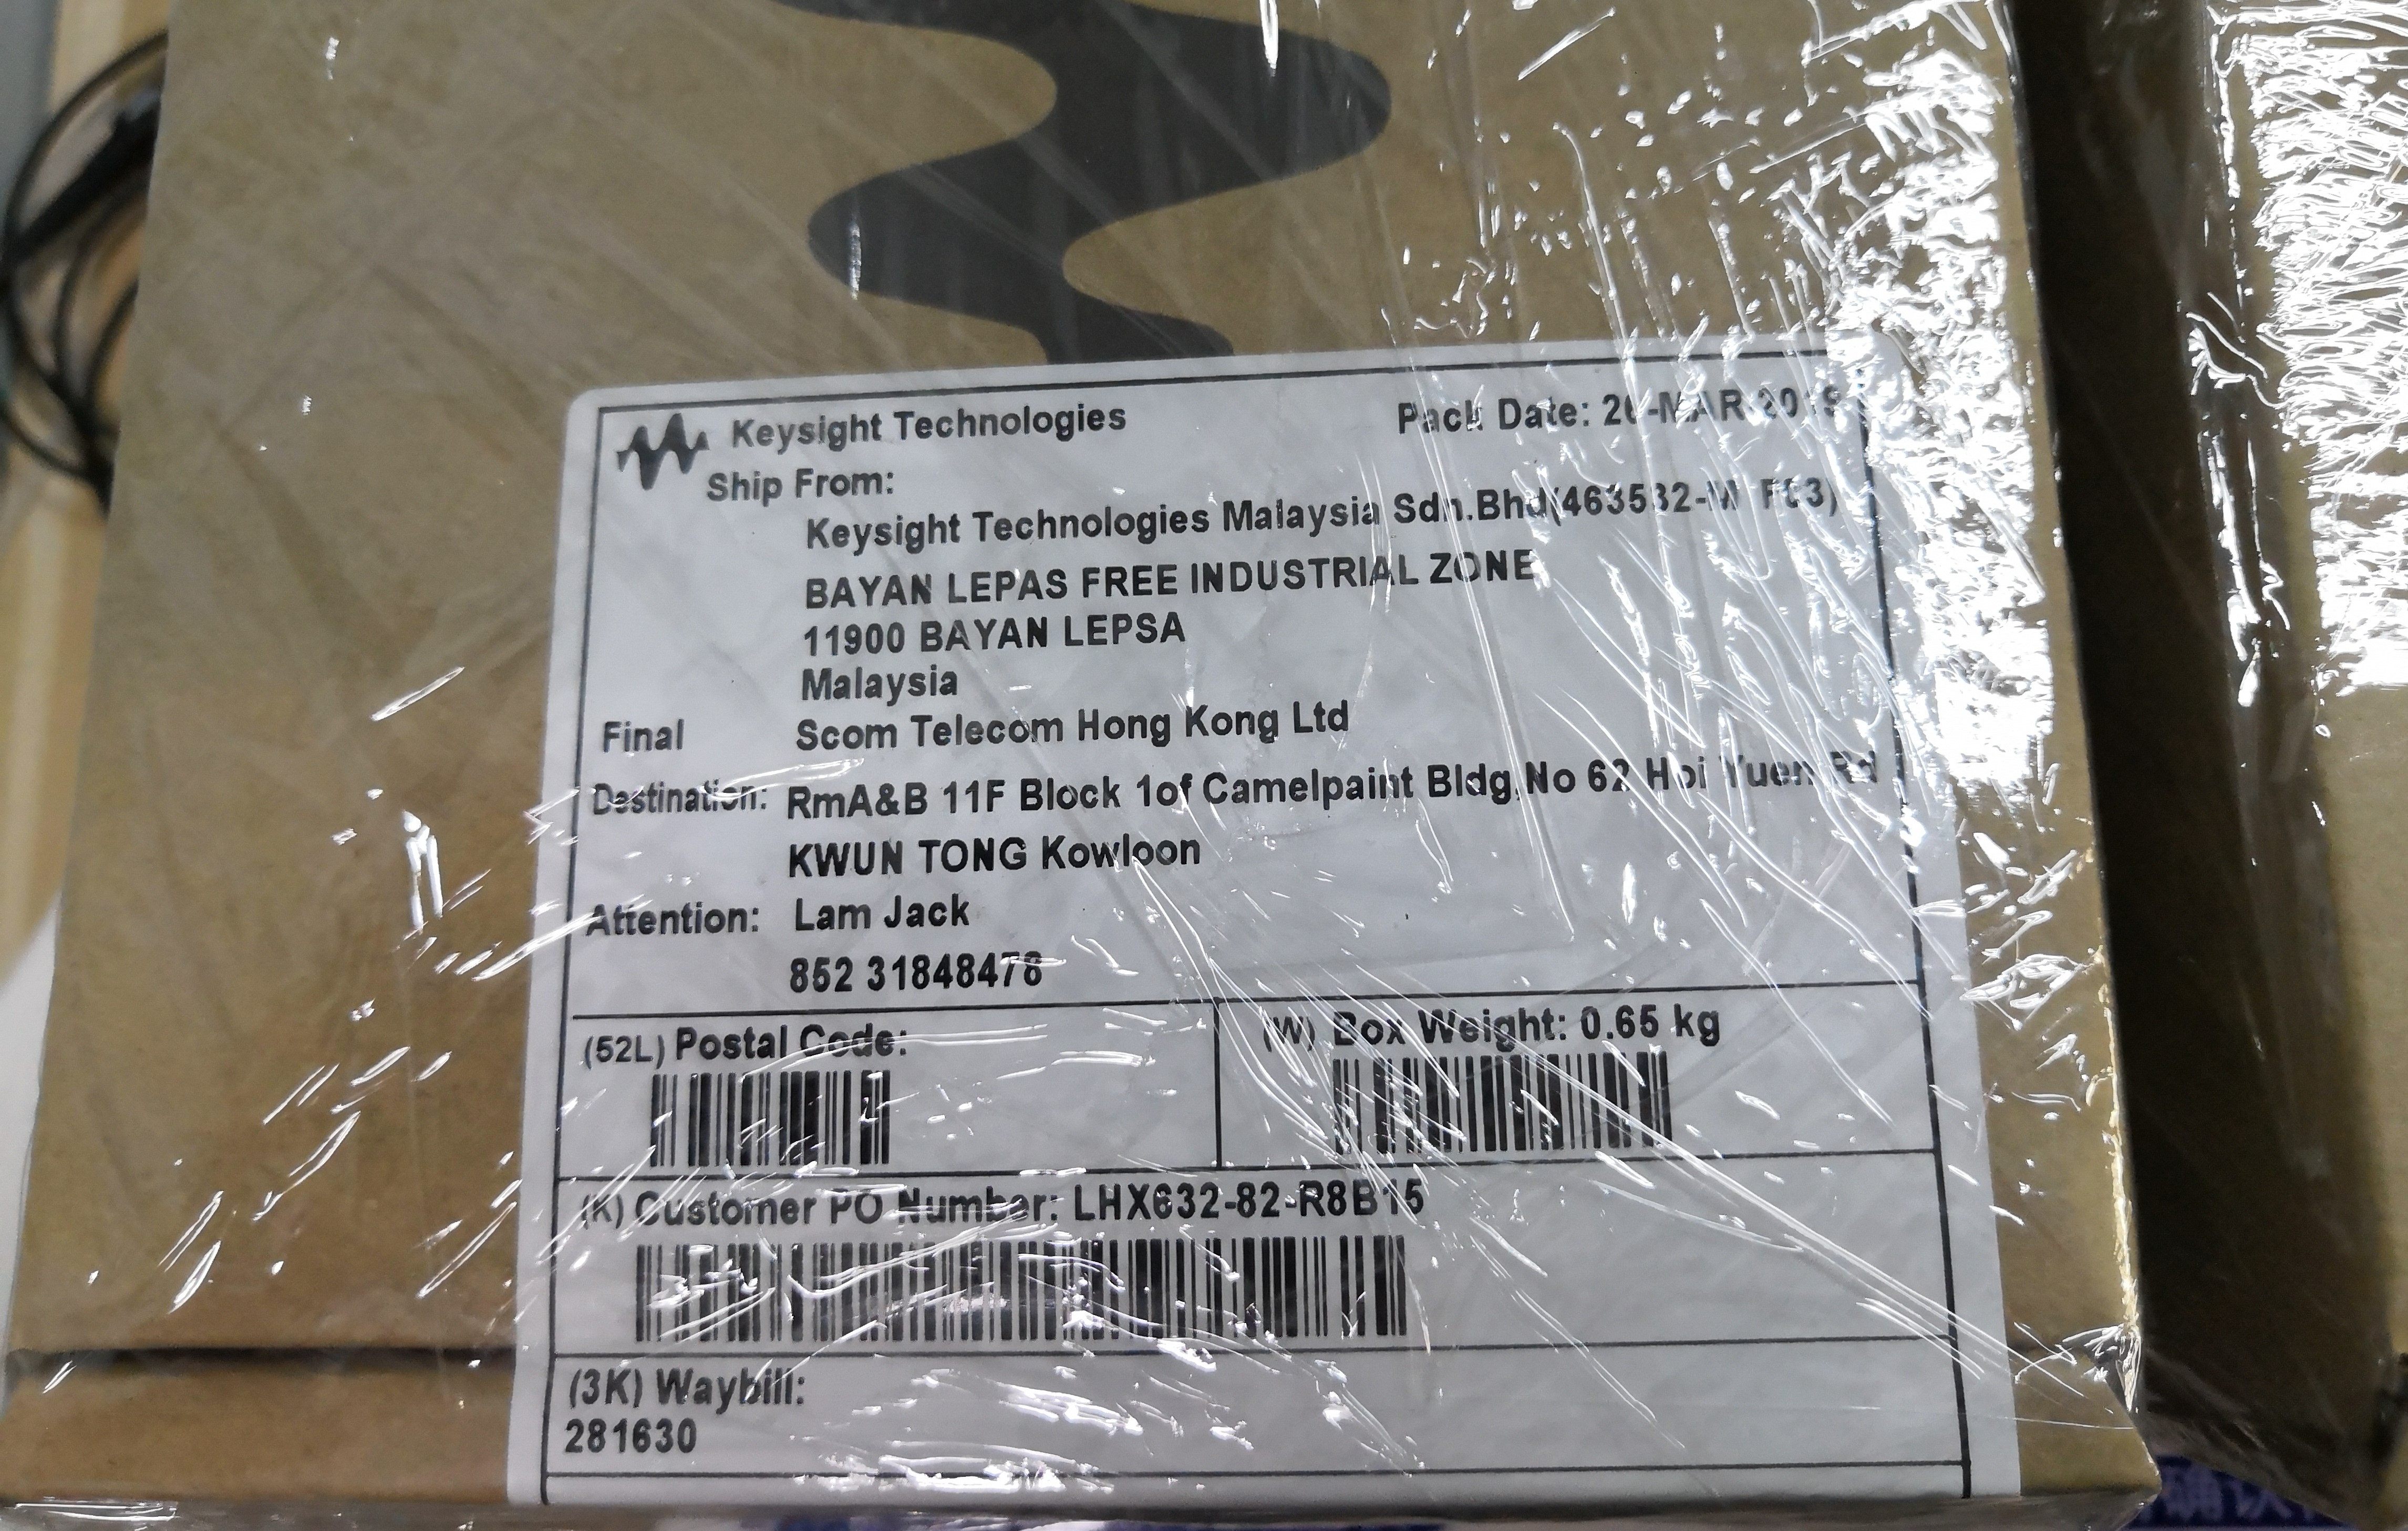 Keysight Technologies
Pack Date:
Ship From:
Keysight Technologies Malaysia Sdn.Bhd
BAYAN LEPAS FREE INDUSTRIAL ZONE
11900 BAYAN LEPSA
Malaysia
Final Scom Telecom Hong Kong Ltd
Destination: RmA&B 11F Block 1of Camelpaint Bldg,No 62 Hoi Yuen Rd
KWUN TONG Kowloon
Attention: Lam Jack
852 31848478
(52L) Postal Code:
(W) Box Weight: 0.65 kg
(K) Customer PO Number: LHX632-82-R8B15
(3K) Waybill:
281630